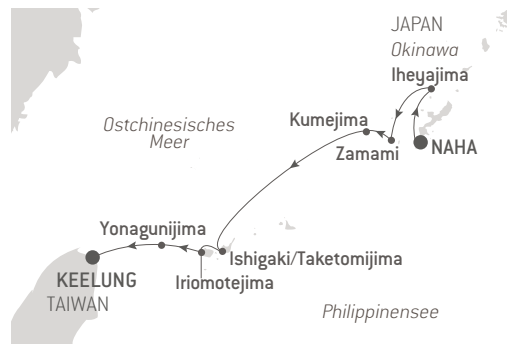 JAPAN
Okinawa
Iheyajima
Ostchinesisches
Meer
Kumejima
Zamami
NAHA
Yonagunijima
Ishigaki/Taketomijima
KEELUNG
Iriomotejima
TAIWAN
Philippinensee